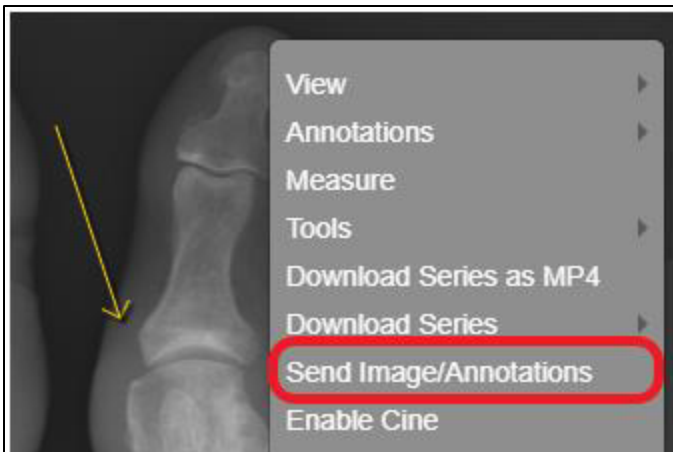 View
Annotations
Measure
Tools
Download Series as MP4
Download Series
Send Image/Annotations
Enable Cine